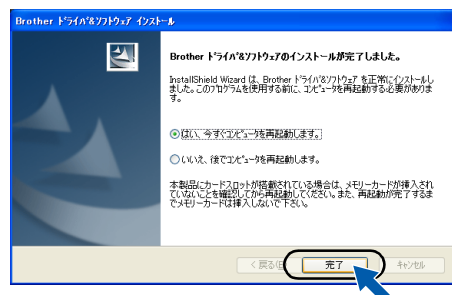 Brother ﾄﾞﾗｲﾊﾞ&ｿﾌﾄｳｪｱ ｲﾝｽﾄｰﾙ
Brother ﾄﾞﾗｲﾊﾞ&ｿﾌﾄｳｪｱのインストールが完了しました。
InstallShield Wizard は、Brother ﾄﾞﾗｲﾊﾞ&ｿﾌﾄｳｪｱ を正常にｲﾝｽﾄｰﾙし
ました。このﾌﾟﾛｸﾞﾗﾑを使用する前に、ｺﾝﾋﾟｭｰﾀを再起動する必要がありま
す。
はい、今すぐｺﾝﾋﾟｭｰﾀを再起動します。
いいえ、後でｺﾝﾋﾟｭｰﾀを再起動します。
本製品にカードスロットが搭載されている場合は、メモリーカードが挿入され
ていないことを確認してから再起動してください。また、再起動が完了するま
でメモリーカードは挿入しないで下さい。
< 戻る(B)
完了
ｷｬﾝｾﾙ